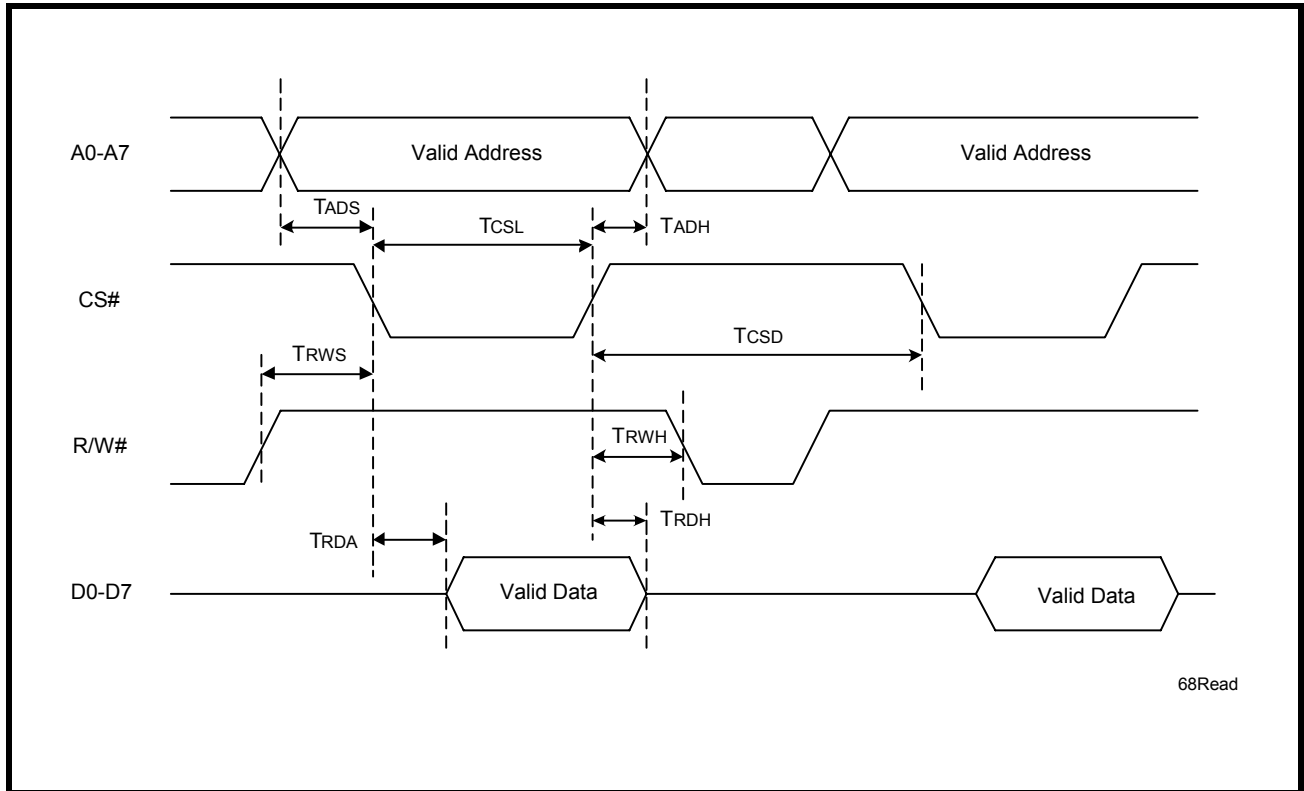 A0-A7
Valid Address
Valid Address
TADS
TCSL
TADH
CS#
TCSD
TRWS
R/W#
TRWH
TRDH
TRDA
D0-D7
Valid Data
Valid Data
68Read